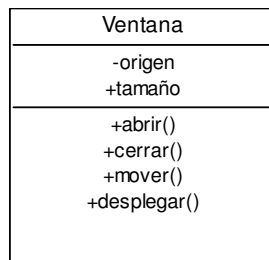 Ventana
-origen
+tamaño
+abrir()
+cerrar()
+mover()
+desplegar()